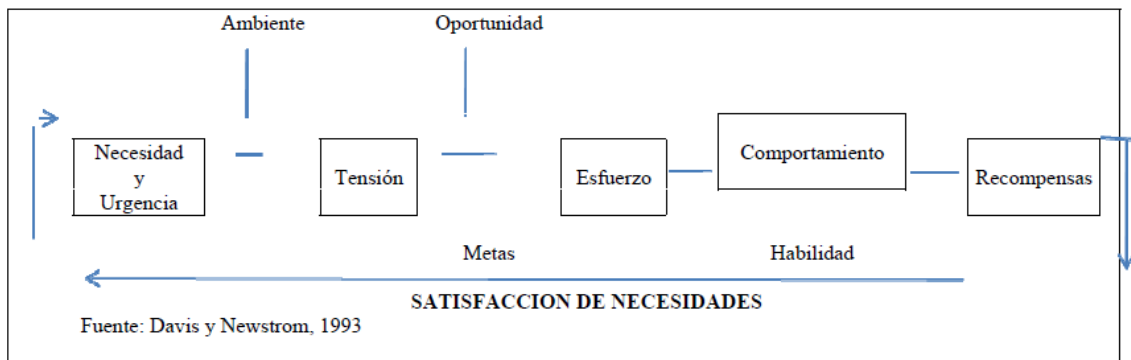 Ambiente
Oportunidad
Necesidad
y
Urgencia
Tensión
Esfuerzo
Comportamiento
Recompensas
Metas
Habilidad
SATISFACCION DE NECESIDADES
Fuente: Davis y Newstrom, 1993